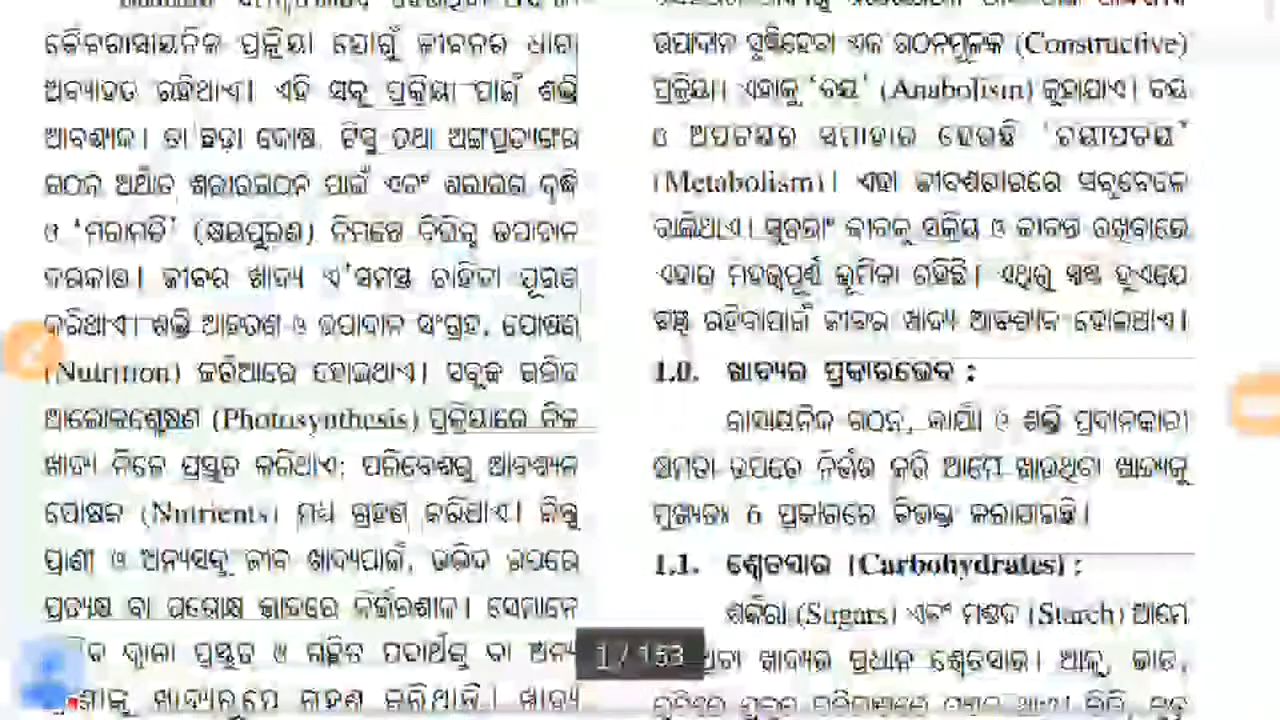 ଜୈବରାସାୟନିକ ପ୍ରକ୍ରିୟା ଯୋଗୁଁ ଜୀବନର ଧାରା
ଅବ୍ୟାହତ ରହିଥାଏ। ଏହି ସବୁ ପ୍ରକ୍ରିୟା ପାଇଁ ଶକ୍ତି
ଆବଶ୍ୟକ। ତା'ଛଡ଼ା କୋଷ, ଟିସୁ ତଥା ଅଙ୍ଗପ୍ରତ୍ୟଙ୍ଗର
ଗଠନ ଅର୍ଥାତ ଶରୀରଗଠନ ପାଇଁ ଏବଂ ଶରୀରର ବୃଦ୍ଧି
ଓ 'ମରାମତି' (କ୍ଷୟପୂରଣ) ନିମନ୍ତେ ବିଭିନ୍ନ ଉପାଦାନ
ଦରକାର। ଜୀବର ଖାଦ୍ୟ ଏ'ସମସ୍ତ ଚାହିଦା ପୂରଣ
କରିଥାଏ। ଶକ୍ତି ଆହରଣ ଓ ଉପାଦାନ ସଂଗ୍ରହ, ପୋଷଣ
(Nutrition) ଜରିଆରେ ହୋଇଥାଏ। ସବୁଜ ଉଦ୍ଭିଦ
ଆଲୋକଶ୍ଳେଷଣ (Photosynthesis) ପ୍ରକ୍ରିୟାରେ ନିଜ
ଖାଦ୍ୟ ନିଜେ ପ୍ରସ୍ତୁତ କରିଥାଏ; ପରିବେଶରୁ ଆବଶ୍ୟକ
ପୋଷକ (Nutrients) ମଧ୍ୟ ଗ୍ରହଣ କରିଥାଏ। କିନ୍ତୁ
ପ୍ରାଣୀ ଓ ଅନ୍ୟସବୁ ଜୀବ ଖାଦ୍ୟପାଇଁ, ଉଦ୍ଭିଦ ଉପରେ
ପ୍ରତ୍ୟକ୍ଷ ବା ପରୋକ୍ଷ ଭାବରେ ନିର୍ଭରଶୀଳ। ସେମାନେ
ଦ୍ୱାରା ପ୍ରସ୍ତୁତ ଓ ଗଚ୍ଛିତ ପଦାର୍ଥକୁ ବା ଅନ୍ୟ
ଖାଦ୍ୟରୂପେ ଗ୍ରହଣ କରିଥାନ୍ତି। ଖାଦ୍ୟ
ଉପାଦାନ ସୃଷ୍ଟିହେବା ଏକ ଗଠନମୂଳକ (Constructive)
ପ୍ରକ୍ରିୟା। ଏହାକୁ 'ଚୟ' (Anabolism) କୁହାଯାଏ। ଚୟ
ଓ ଅପଚୟର ସମାହାର ହେଉଛି 'ଚୟାପଚୟ'
(Metabolism)। ଏହା ଜୀବଶରୀରରେ ସବୁବେଳେ
ଚାଲିଥାଏ। ସୁତରାଂ ଜୀବକୁ ସକ୍ରିୟ ଓ ଜୀବନ୍ତ ରଖିବାରେ
ଏହାର ମହତ୍ତ୍ୱପୂର୍ଣ୍ଣ ଭୂମିକା ରହିଛି। ଏଥିରୁ ସ୍ପଷ୍ଟ ହୁଏଯେ
ବଞ୍ଚି ରହିବାପାଇଁ ଜୀବର ଖାଦ୍ୟ ଆବଶ୍ୟକ ହୋଇଥାଏ।
1.0. ଖାଦ୍ୟର ପ୍ରକାରଭେଦ :
ରାସାୟନିକ ଗଠନ, କାର୍ଯ୍ୟ ଓ ଶକ୍ତି ପ୍ରଦାନକାରୀ
କ୍ଷମତା ଉପରେ ନିର୍ଭର କରି ଆମେ ଖାଉଥିବା ଖାଦ୍ୟକୁ
ମୁଖ୍ୟତଃ 6 ପ୍ରକାରରେ ବିଭକ୍ତ କରାଯାଇଛି।
1.1. ଶ୍ୱେତସାର (Carbohydrates) :
ଶର୍କରା (Sugars) ଏବଂ ମଣ୍ଡଦ (Starch) ଆମେ
ଖାଦ୍ୟର ପ୍ରଧାନ ଶ୍ୱେତସାର। ଆଳୁ, ଭାତ,
1 / 153